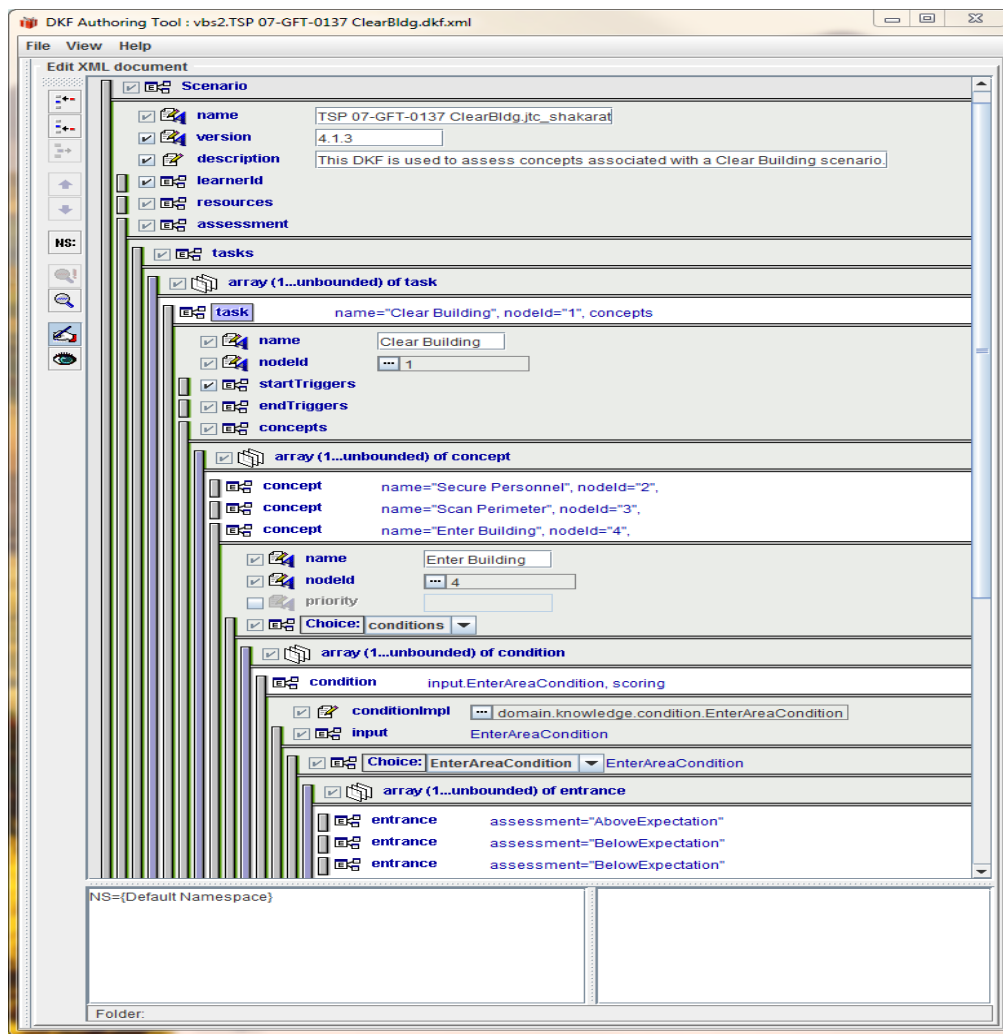 DKF Authoring Tool : vbs2.TSP 07-GFT-0137 ClearBldg.dkf.xml
File View Help
Edit XML document
Scenario
name TSP 07-GFT-0137 ClearBldg.jtc_shakarat
version 4.1.3
description This DKF is used to assess concepts associated with a Clear Building scenario.
learnerId
resources
assessment
NS:
tasks
array (1...unbounded) of task
task name="Clear Building", nodeId="1", concepts
name Clear Building
nodeId ... 1
startTriggers
endTriggers
concepts
array (1...unbounded) of concept
concept name="Secure Personnel", nodeId="2",
concept name="Scan Perimeter", nodeId="3",
concept name="Enter Building", nodeId="4",
name Enter Building
nodeId ... 4
priority
Choice: conditions
array (1...unbounded) of condition
condition input.EnterAreaCondition, scoring
conditionImpl ... domain.knowledge.condition.EnterAreaCondition
input EnterAreaCondition
Choice: EnterAreaCondition EnterAreaCondition
array (1...unbounded) of entrance
entrance assessment="AboveExpectation"
entrance assessment="BelowExpectation"
entrance assessment="BelowExpectation"
NS={Default Namespace}
Folder: